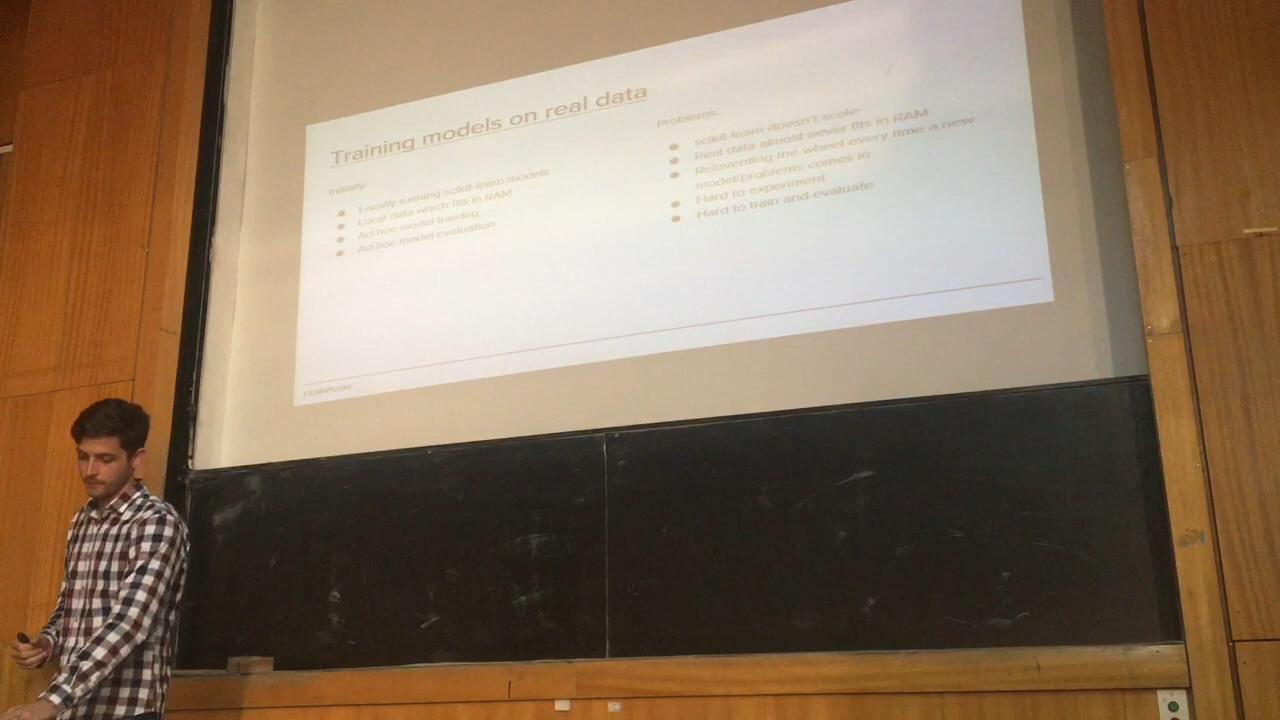 Training models on real data
Initially:
Locally running scikit-learn models
Local data which fits in RAM
Ad hoc model training
Ad hoc model evaluation
Problems:
scikit-learn doesn't scale
Real data almost never fits in RAM
Reinventing the wheel every time a new
model/problems comes in
Hard to experiment
Hard to train and evaluate